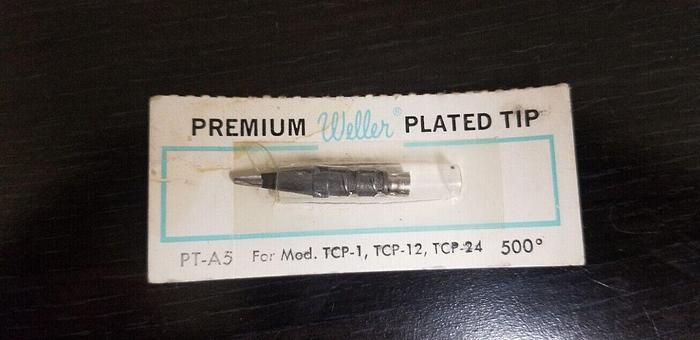 PREMIUM Weller® PLATED TIP
PT-A5 For Mod. TCP-1, TCP-12, TCP-24 500°